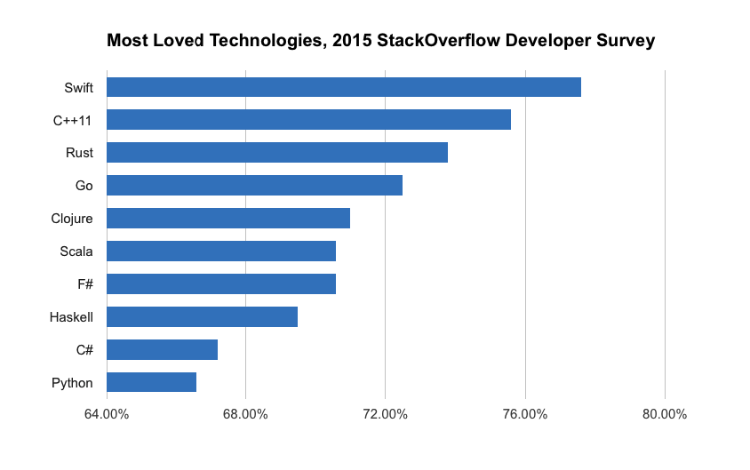 Most Loved Technologies, 2015 StackOverflow Developer Survey
Swift
C++11
Rust
Go
Clojure
Scala
F#
Haskell
C#
Python
64.00% 68.00% 72.00% 76.00% 80.00%